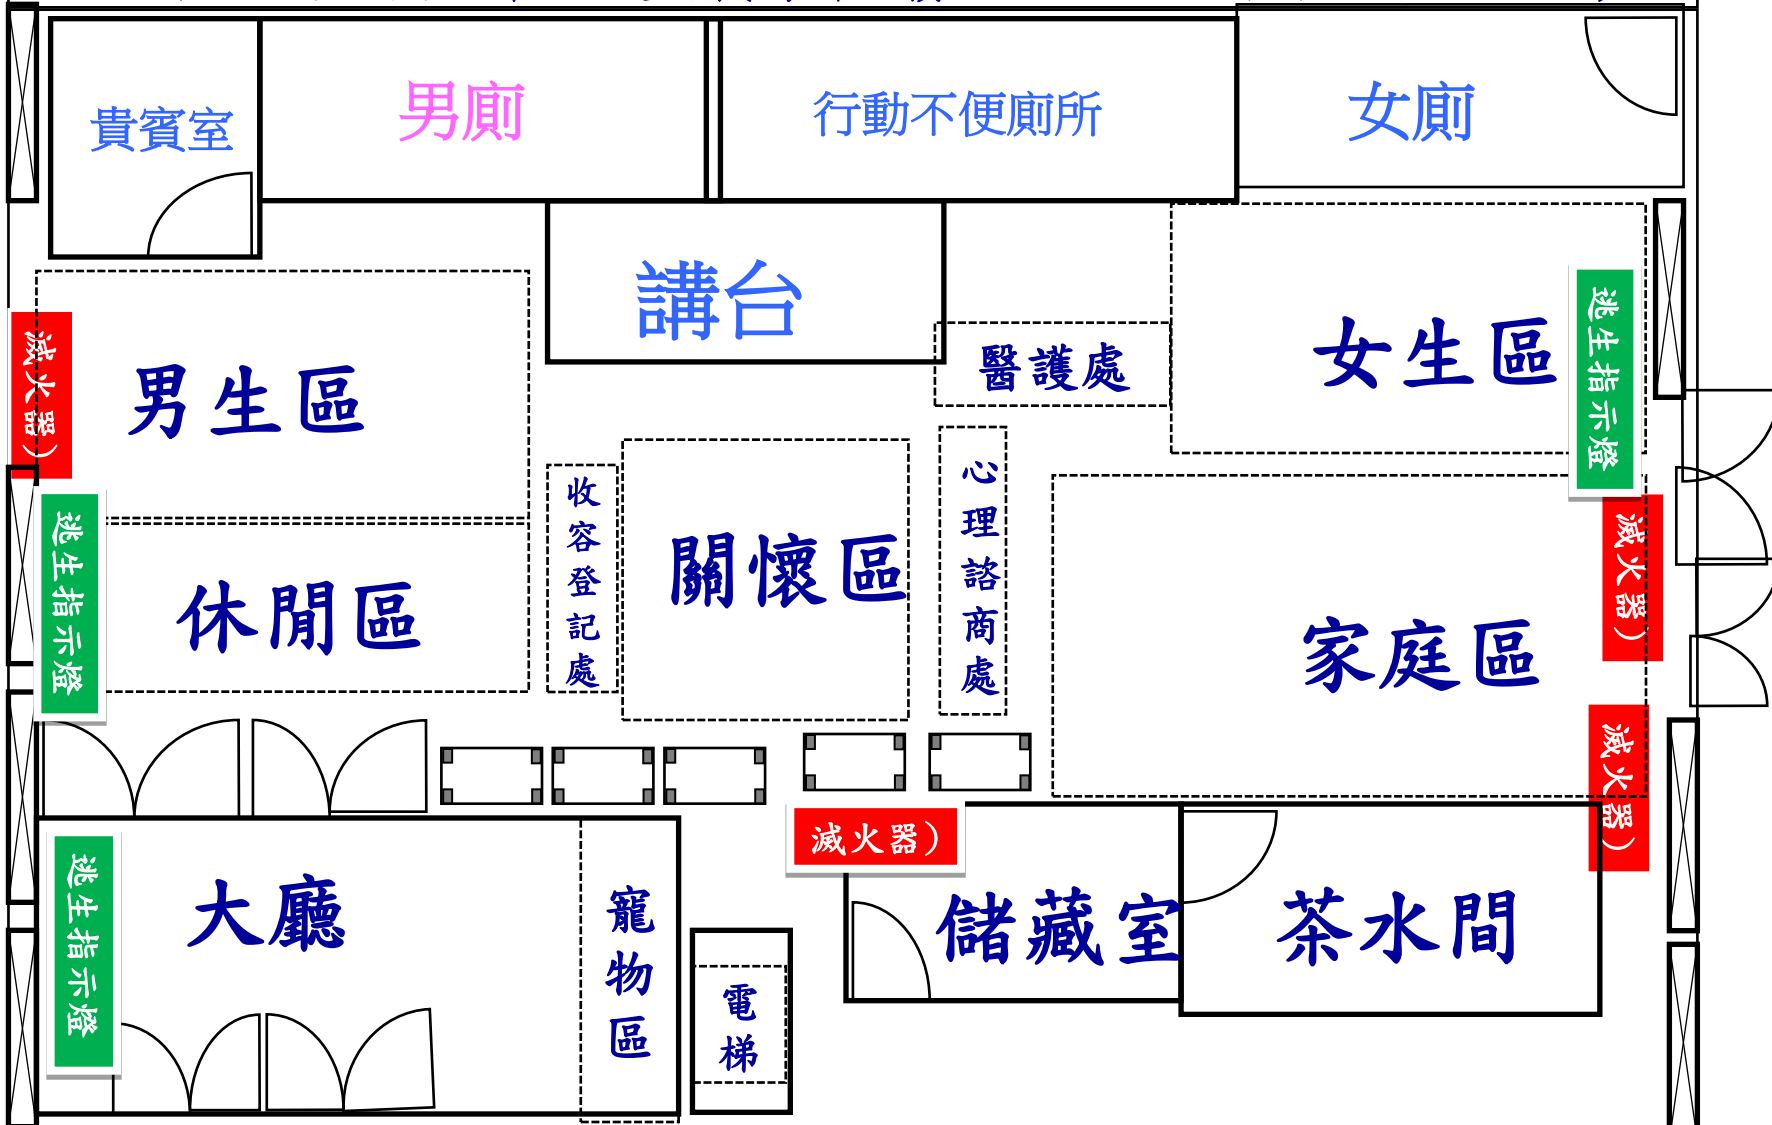 貴賓室
男廁
行動不便廁所
女廁
講台
男生區
醫護處
女生區
滅火器）
逃生指示燈
收容登記處
關懷區
心理諮商處
休閒區
逃生指示燈
家庭區
滅火器）
滅火器）
滅火器）
大廳
逃生指示燈
寵物區
電梯
儲藏室
茶水間